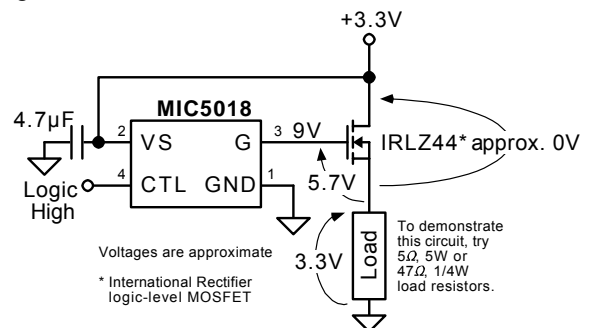 +3.3V
MIC5018
4.7µF
2 VS G 3 9V
IRLZ44* approx. 0V
4 CTL GND 1
Logic
High
5.7V
3.3V
Load
To demonstrate
this circuit, try
5Ω, 5W or
47Ω, 1/4W
load resistors.
Voltages are approximate
* International Rectifier
logic-level MOSFET